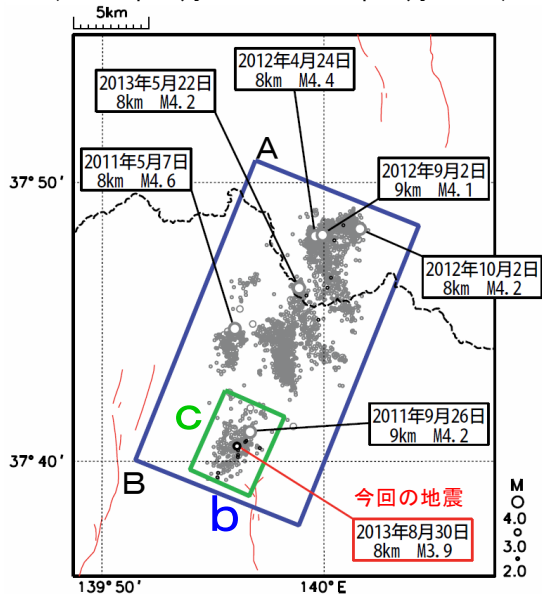 5km
2012年4月24日
8km M4.4
2013年5月22日
8km M4.2
A
2011年5月7日
8km M4.6
2012年9月2日
9km M4.1
37°50′
2012年10月2日
8km M4.2
c
2011年9月26日
9km M4.2
37°40′
B
b
今回の地震
2013年8月30日
8km M3.9
M
4.0
3.0
2.0
139°50′
140°E